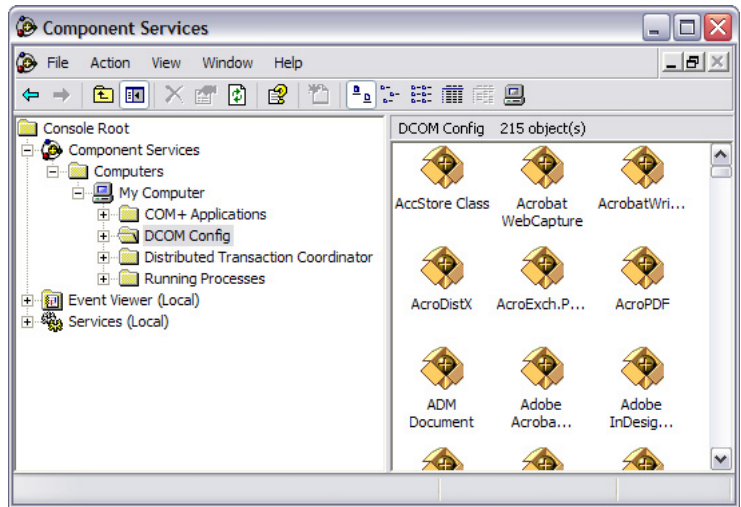 Component Services
File Action View Window Help
Console Root
Component Services
Computers
My Computer
COM+ Applications
DCOM Config
Distributed Transaction Coordinator
Running Processes
Event Viewer (Local)
Services (Local)
DCOM Config 215 object(s)
AccStore Class
Acrobat
WebCapture
AcrobatWri...
AcroDistX
AcroExch.P...
AcroPDF
ADM
Document
Adobe
Acroba...
Adobe
InDesig...